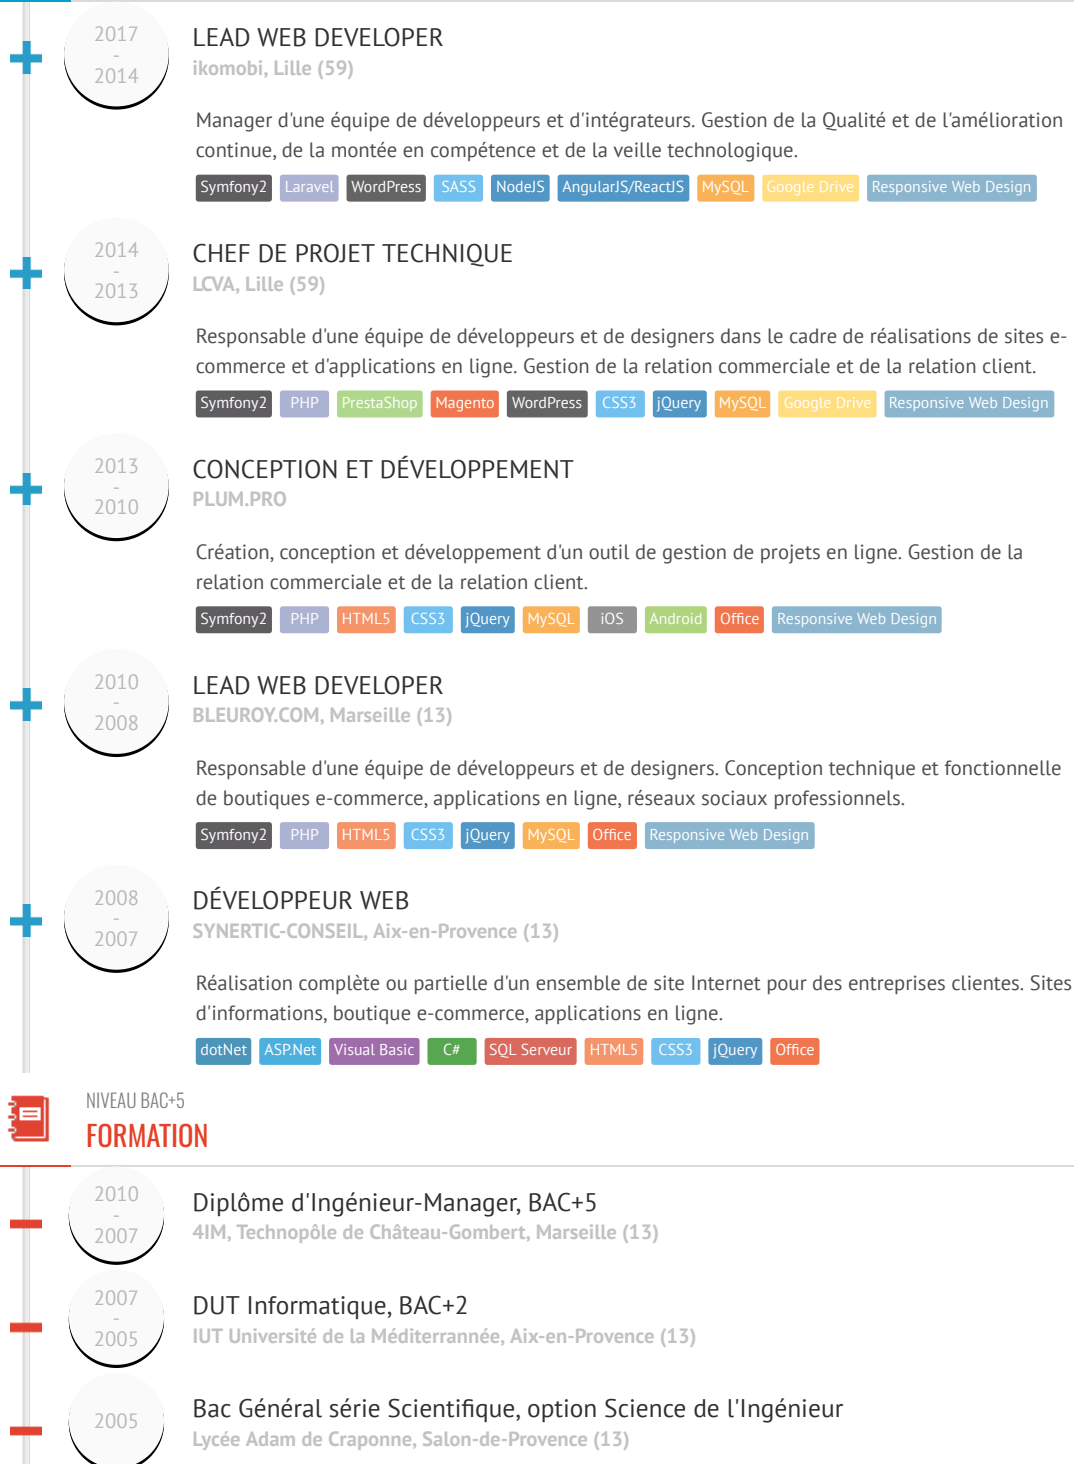 2017
-
2014
LEAD WEB DEVELOPER
ikomobi, Lille (59)
Manager d'une équipe de développeurs et d'intégrateurs. Gestion de la Qualité et de l'amélioration
continue, de la montée en compétence et de la veille technologique.
Symfony2 Laravel WordPress SASS NodeJS AngularJS/ReactJS MySQL Google Drive Responsive Web Design
2014
-
2013
CHEF DE PROJET TECHNIQUE
LCVA, Lille (59)
Responsable d'une équipe de développeurs et de designers dans le cadre de réalisations de sites e-
commerce et d'applications en ligne. Gestion de la relation commerciale et de la relation client.
Symfony2 PHP PrestaShop Magento WordPress CSS3 jQuery MySQL Google Drive Responsive Web Design
2013
-
2010
CONCEPTION ET DÉVELOPPEMENT
PLUM.PRO
Création, conception et développement d'un outil de gestion de projets en ligne. Gestion de la
relation commerciale et de la relation client.
Symfony2 PHP HTML5 CSS3 jQuery MySQL iOS Android Office Responsive Web Design
2010
-
2008
LEAD WEB DEVELOPER
BLEUROY.COM, Marseille (13)
Responsable d'une équipe de développeurs et de designers. Conception technique et fonctionnelle
de boutiques e-commerce, applications en ligne, réseaux sociaux professionnels.
Symfony2 PHP HTML5 CSS3 jQuery MySQL Office Responsive Web Design
2008
-
2007
DÉVELOPPEUR WEB
SYNERTIC-CONSEIL, Aix-en-Provence (13)
Réalisation complète ou partielle d'un ensemble de site Internet pour des entreprises clientes. Sites
d'informations, boutique e-commerce, applications en ligne.
dotNet ASP.Net Visual Basic C# SQL Serveur HTML5 CSS3 jQuery Office
NIVEAU BAC+5
FORMATION
2010
-
2007
Diplôme d'Ingénieur-Manager, BAC+5
4IM, Technopôle de Château-Gombert, Marseille (13)
2007
-
2005
DUT Informatique, BAC+2
IUT Université de la Méditerrannée, Aix-en-Provence (13)
2005
Bac Général série Scientifique, option Science de l'Ingénieur
Lycée Adam de Craponne, Salon-de-Provence (13)